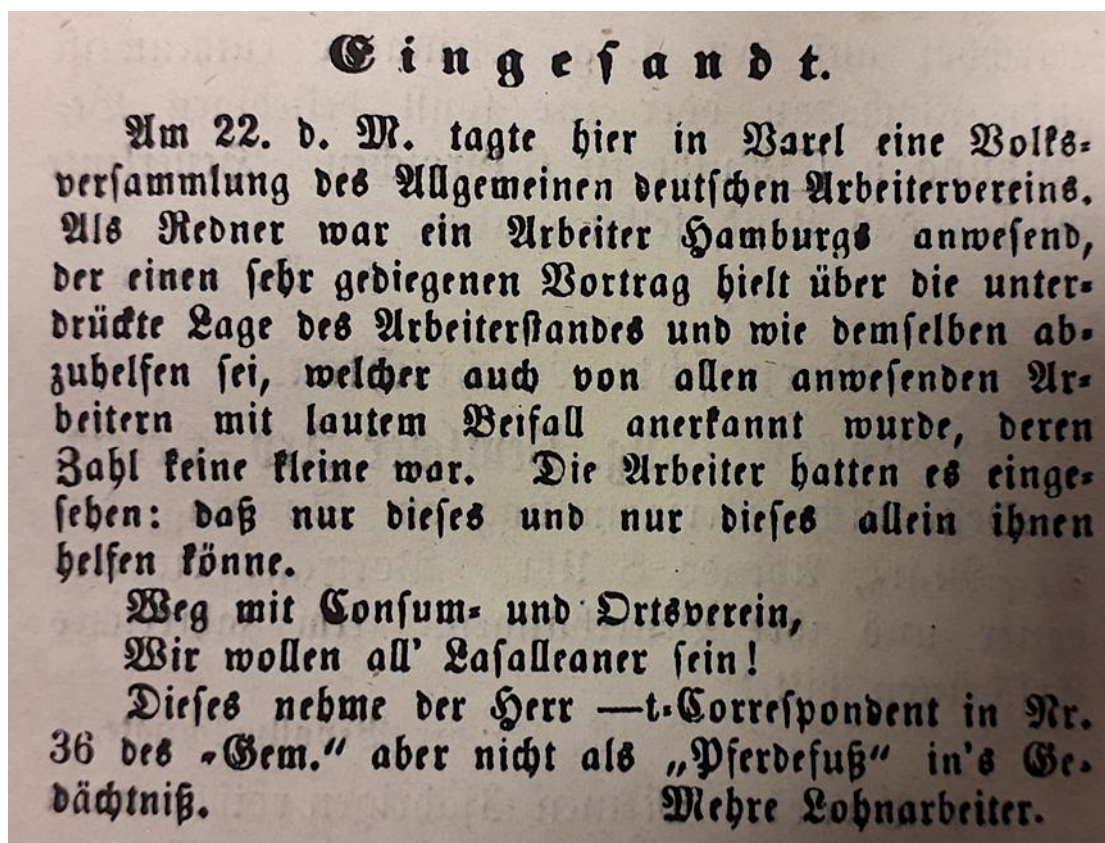 Eingesandt.
Am 22. d. M. tagte hier in Varel eine Volks-
versammlung des Allgemeinen deutschen Arbeitervereins.
Als Redner war ein Arbeiter Hamburgs anwesend,
der einen sehr gediegenen Vortrag hielt über die unter-
drückte Lage des Arbeiterstandes und wie demselben ab-
zuhelfen sei, welcher auch von allen anwesenden Ar-
beitern mit lautem Beifall anerkannt wurde, deren
Zahl keine kleine war. Die Arbeiter hatten es einge-
sehen: daß nur dieses und nur dieses allein ihnen
helfen könne.
Weg mit Consum- und Ortsverein,
Wir wollen all' Lasalleaner sein!
Dieses nehme der Herr —t-Correspondent in Nr.
36 des „Gem.“ aber nicht als „Pferdefuß“ in's Ge-
dächtniß. Mehre Lohnarbeiter.